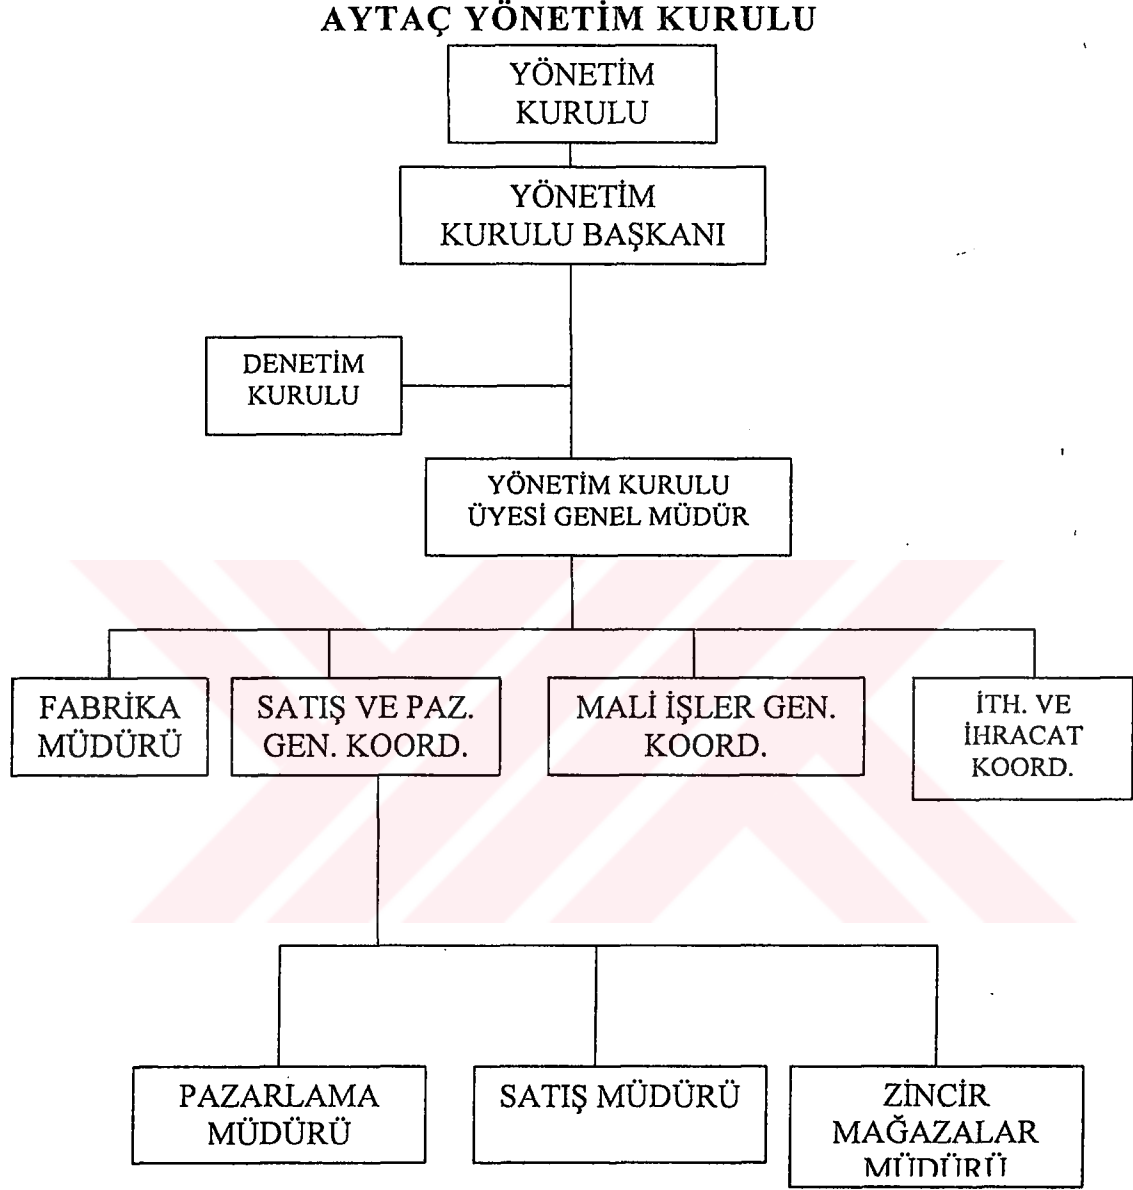 AYTAÇ YÖNETİM KURULU
YÖNETİM
KURULU
YÖNETİM
KURULU BAŞKANI
DENETİM
KURULU
YÖNETİM KURULU
ÜYESİ GENEL MÜDÜR
FABRİKA
MÜDÜRÜ
SATIŞ VE PAZ.
GEN. KOORD.
MALİ İŞLER GEN.
KOORD.
İTH. VE
İHRACAT
KOORD.
PAZARLAMA
MÜDÜRÜ
SATIŞ MÜDÜRÜ
ZİNCİR
MAĞAZALAR
MÜDÜRÜ